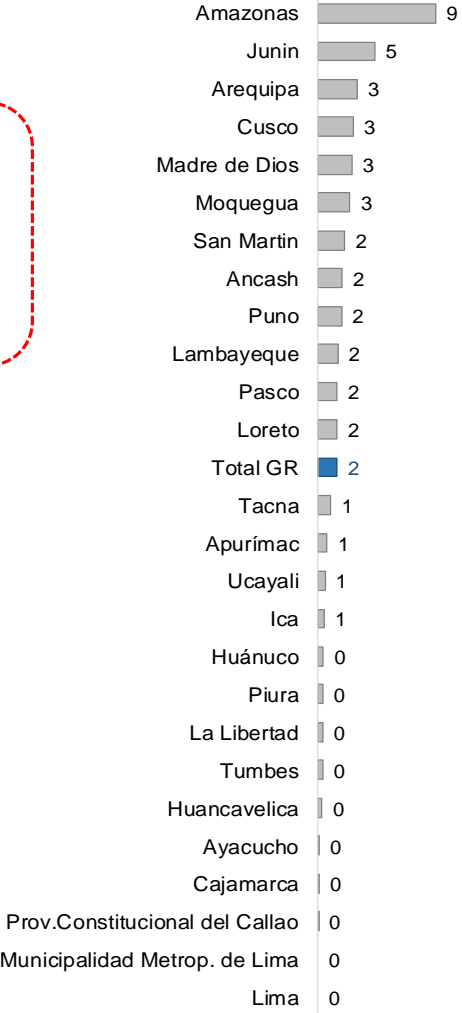 Amazonas 9
Junin 5
Arequipa 3
Cusco 3
Madre de Dios 3
Moquegua 3
San Martin 2
Ancash 2
Puno 2
Lambayeque 2
Pasco 2
Loreto 2
Total GR 2
Tacna 1
Apurímac 1
Ucayali 1
Ica 1
Huánuco 0
Piura 0
La Libertad 0
Tumbes 0
Huancavelica 0
Ayacucho 0
Cajamarca 0
Prov.Constitucional del Callao 0
Municipalidad Metrop. de Lima 0
Lima 0